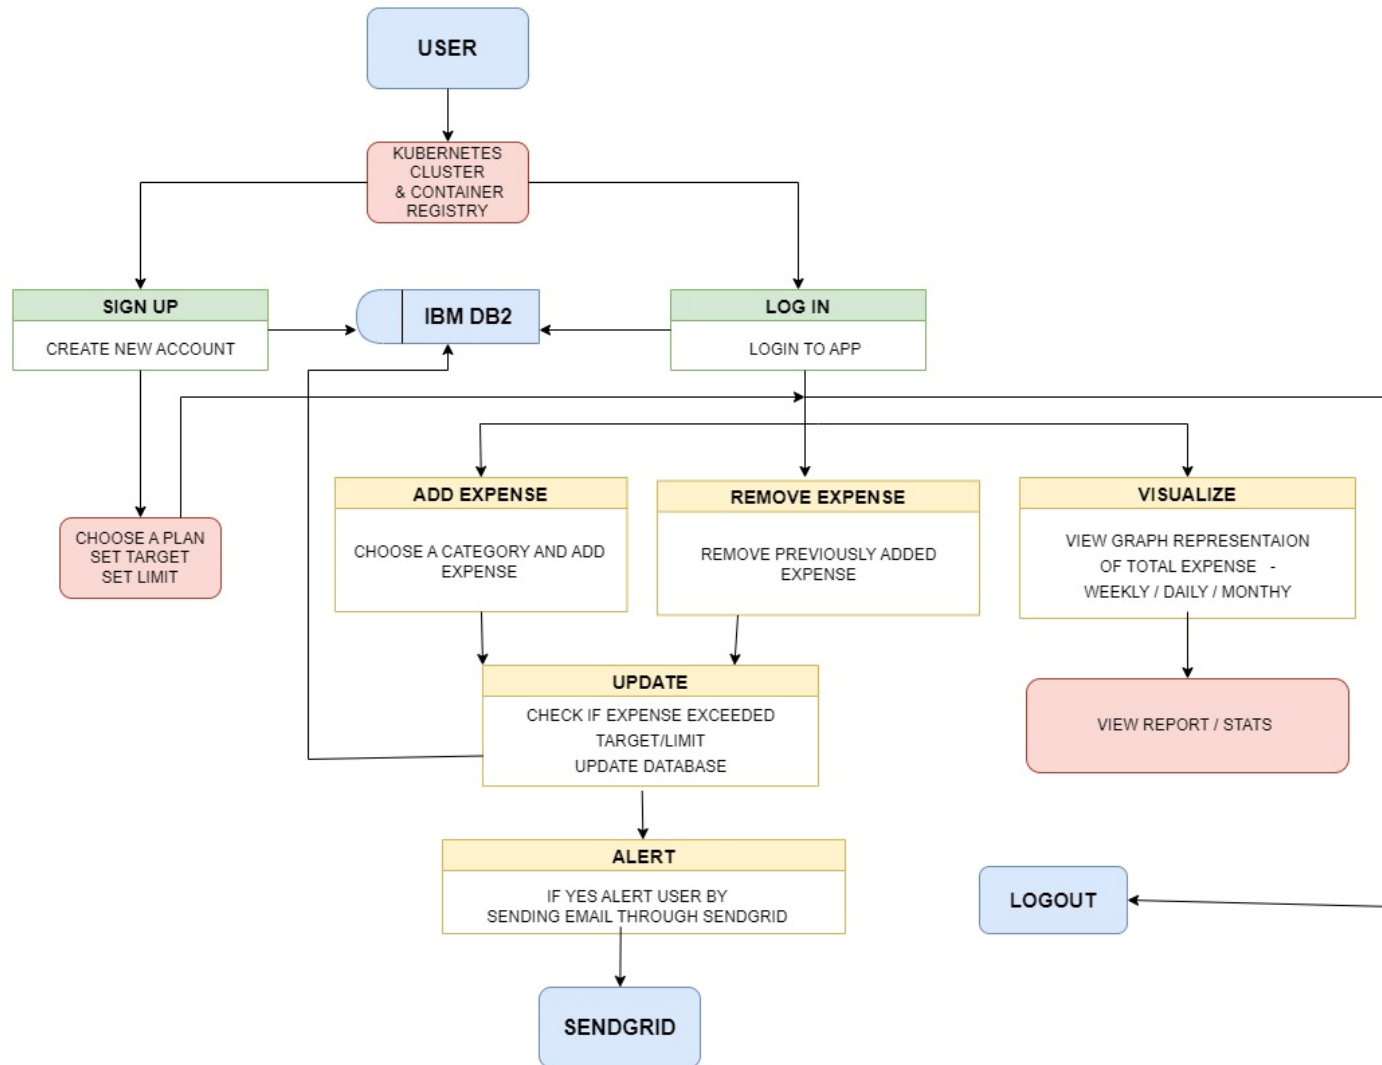 USER
KUBERNETES
CLUSTER
& CONTAINER
REGISTRY
SIGN UP
CREATE NEW ACCOUNT
IBM DB2
LOG IN
LOGIN TO APP
CHOOSE A PLAN
SET TARGET
SET LIMIT
ADD EXPENSE
CHOOSE A CATEGORY AND ADD
EXPENSE
REMOVE EXPENSE
REMOVE PREVIOUSLY ADDED
EXPENSE
VISUALIZE
VIEW GRAPH REPRESENTAION
OF TOTAL EXPENSE -
WEEKLY / DAILY / MONTHY
UPDATE
CHECK IF EXPENSE EXCEEDED
TARGET/LIMIT
UPDATE DATABASE
VIEW REPORT / STATS
ALERT
IF YES ALERT USER BY
SENDING EMAIL THROUGH SENDGRID
LOGOUT
SENDGRID